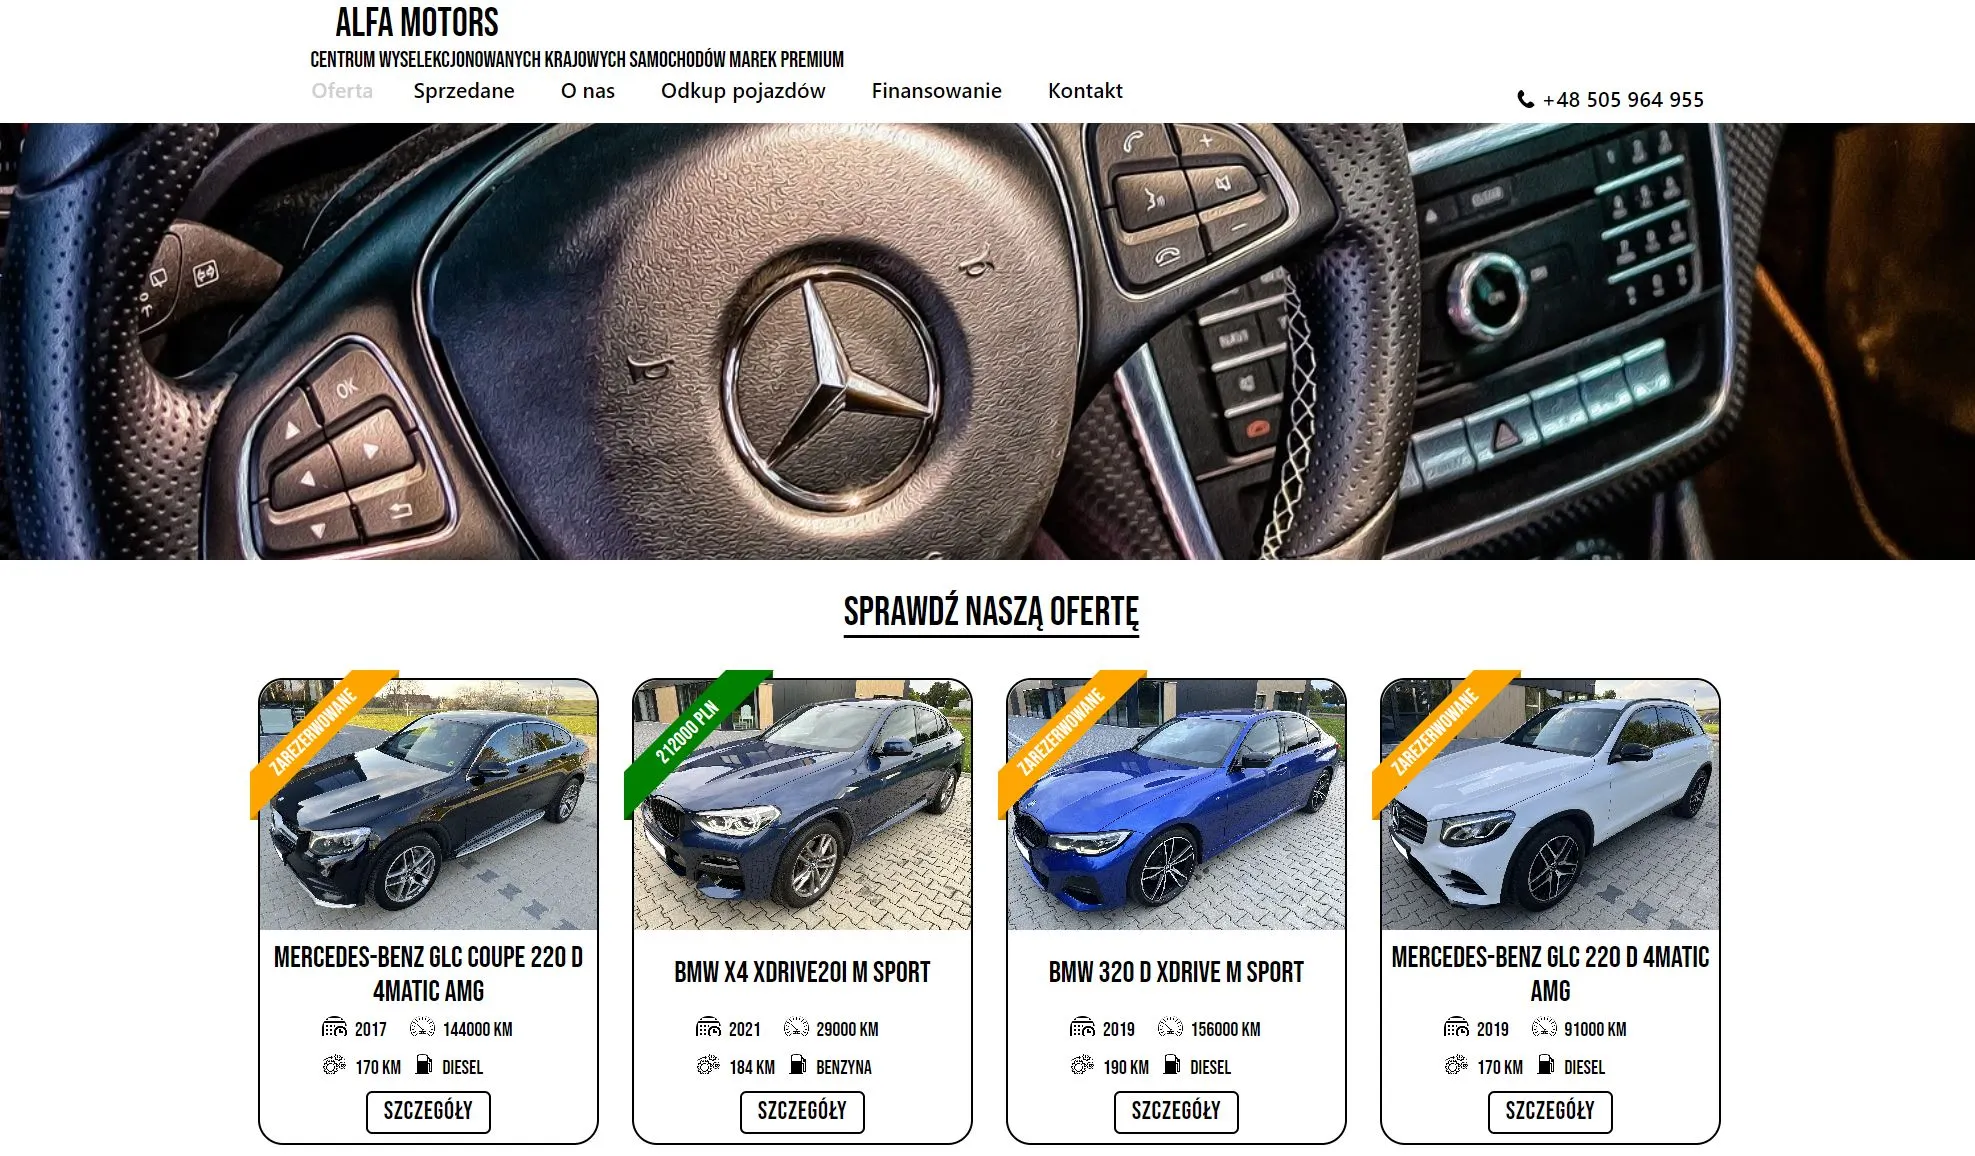 ALFA MOTORS
CENTRUM WYSELEKCJONOWANYCH KRAJOWYCH SAMOCHODÓW MAREK PREMIUM
Oferta Sprzedane O nas Odkup pojazdów Finansowanie Kontakt
+48 505 964 955
OK
SPRAWDŹ NASZĄ OFERTĘ
ZAREZERWOWANE
MERCEDES-BENZ GLC COUPE 220 D
4MATIC AMG
2017 144000 KM
170 KM DIESEL
SZCZEGÓŁY
212000 PLN
BMW X4 XDRIVE20I M SPORT
2021 29000 KM
184 KM BENZYNA
SZCZEGÓŁY
ZAREZERWOWANE
BMW 320 D XDRIVE M SPORT
2019 156000 KM
190 KM DIESEL
SZCZEGÓŁY
ZAREZERWOWANE
MERCEDES-BENZ GLC 220 D 4MATIC
AMG
2019 91000 KM
170 KM DIESEL
SZCZEGÓŁY